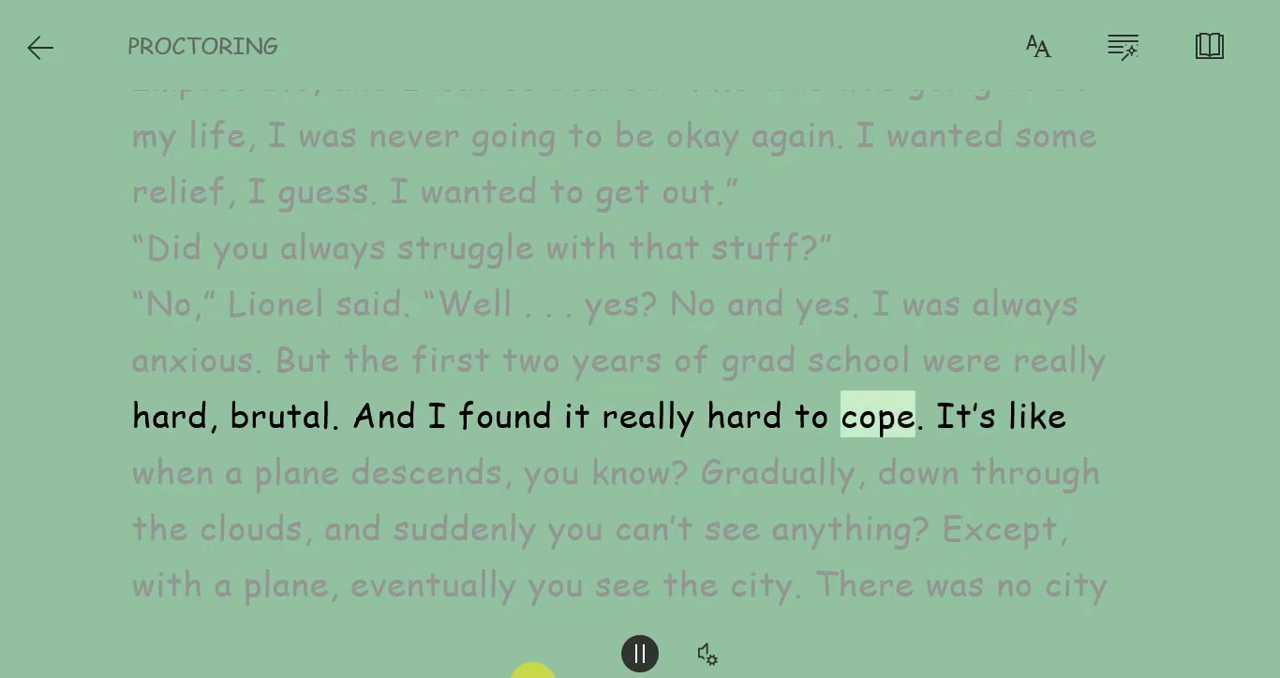 PROCTORING
my life, I was never going to be okay again. I wanted some
relief, I guess. I wanted to get out.”
“Did you always struggle with that stuff?”
“No,” Lionel said. “Well . . . yes? No and yes. I was always
anxious. But the first two years of grad school were really
hard, brutal. And I found it really hard to cope. It’s like
when a plane descends, you know? Gradually, down through
the clouds, and suddenly you can’t see anything? Except,
with a plane, eventually you see the city. There was no city